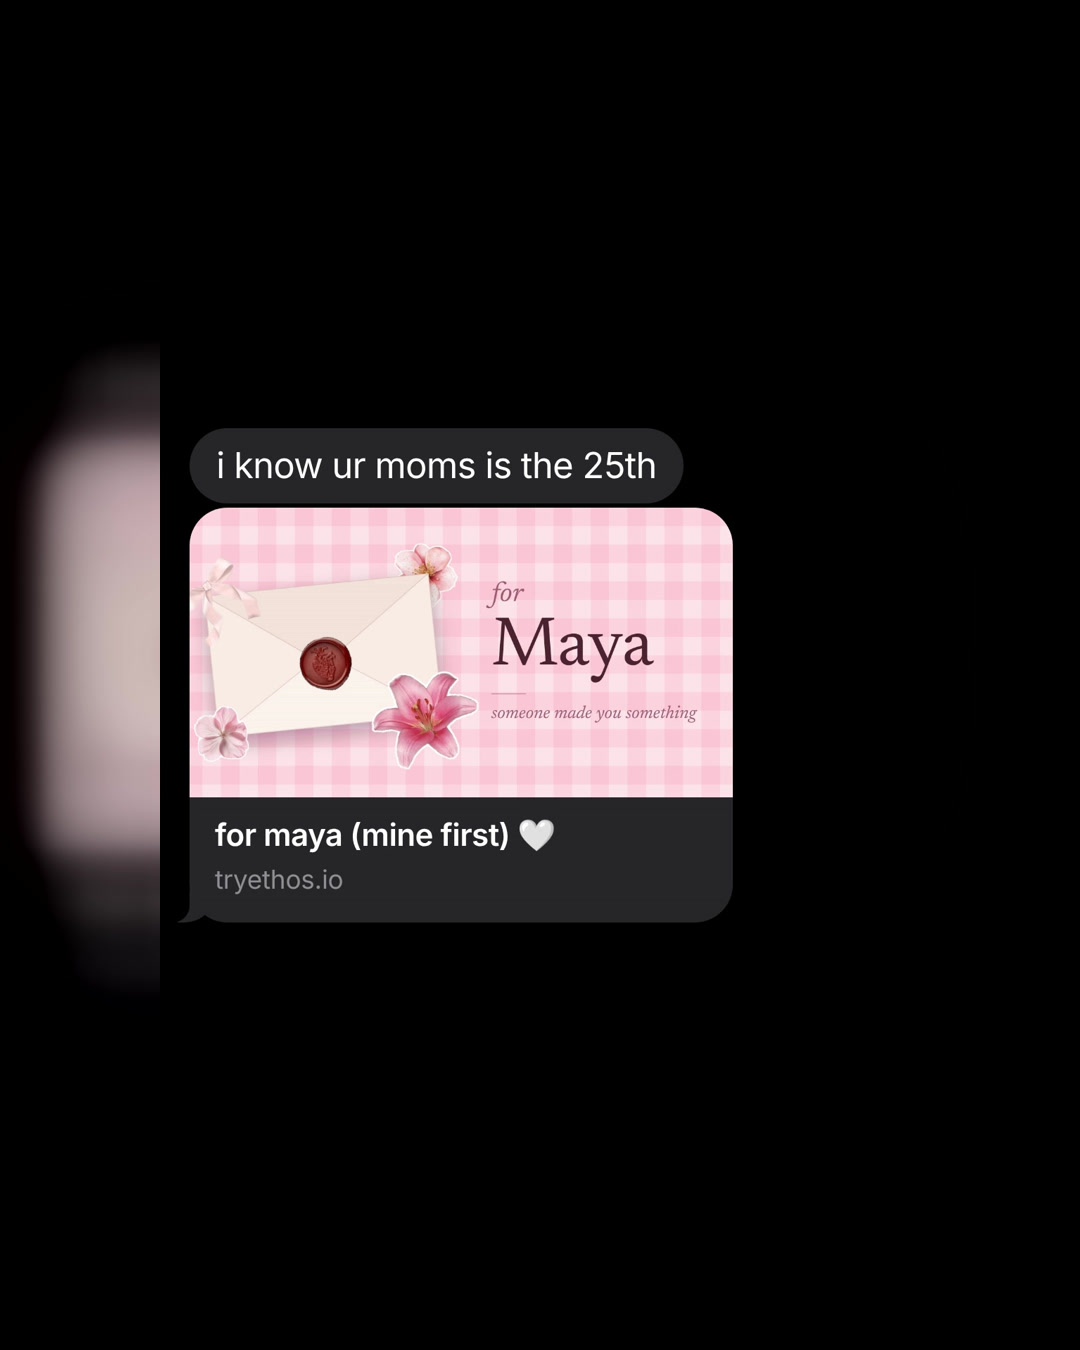 i know ur moms is the 25th
for
Maya
someone made you something
for maya (mine first) 🤍
tryethos.io